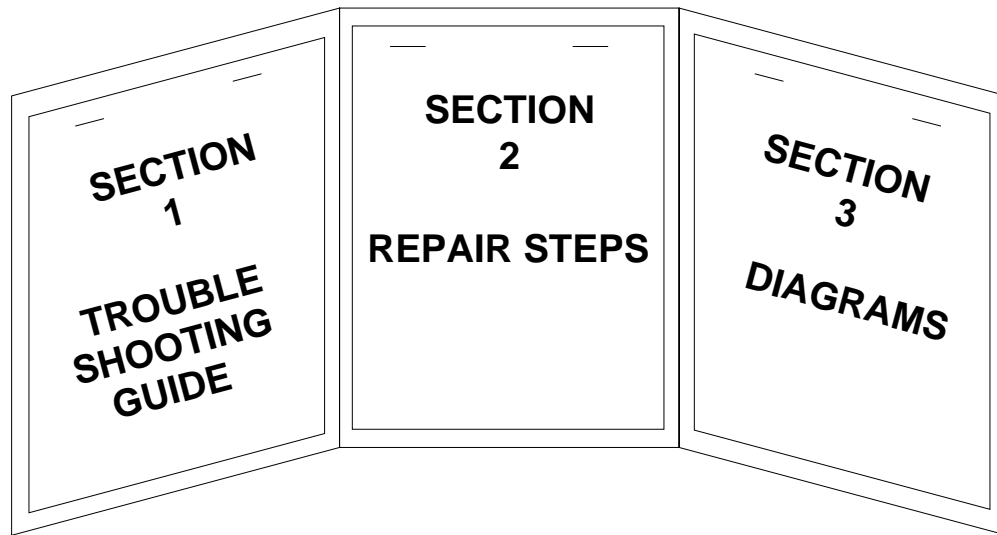 SECTION
1
TROUBLE
SHOOTING
GUIDE
SECTION
2
REPAIR STEPS
SECTION
3
DIAGRAMS